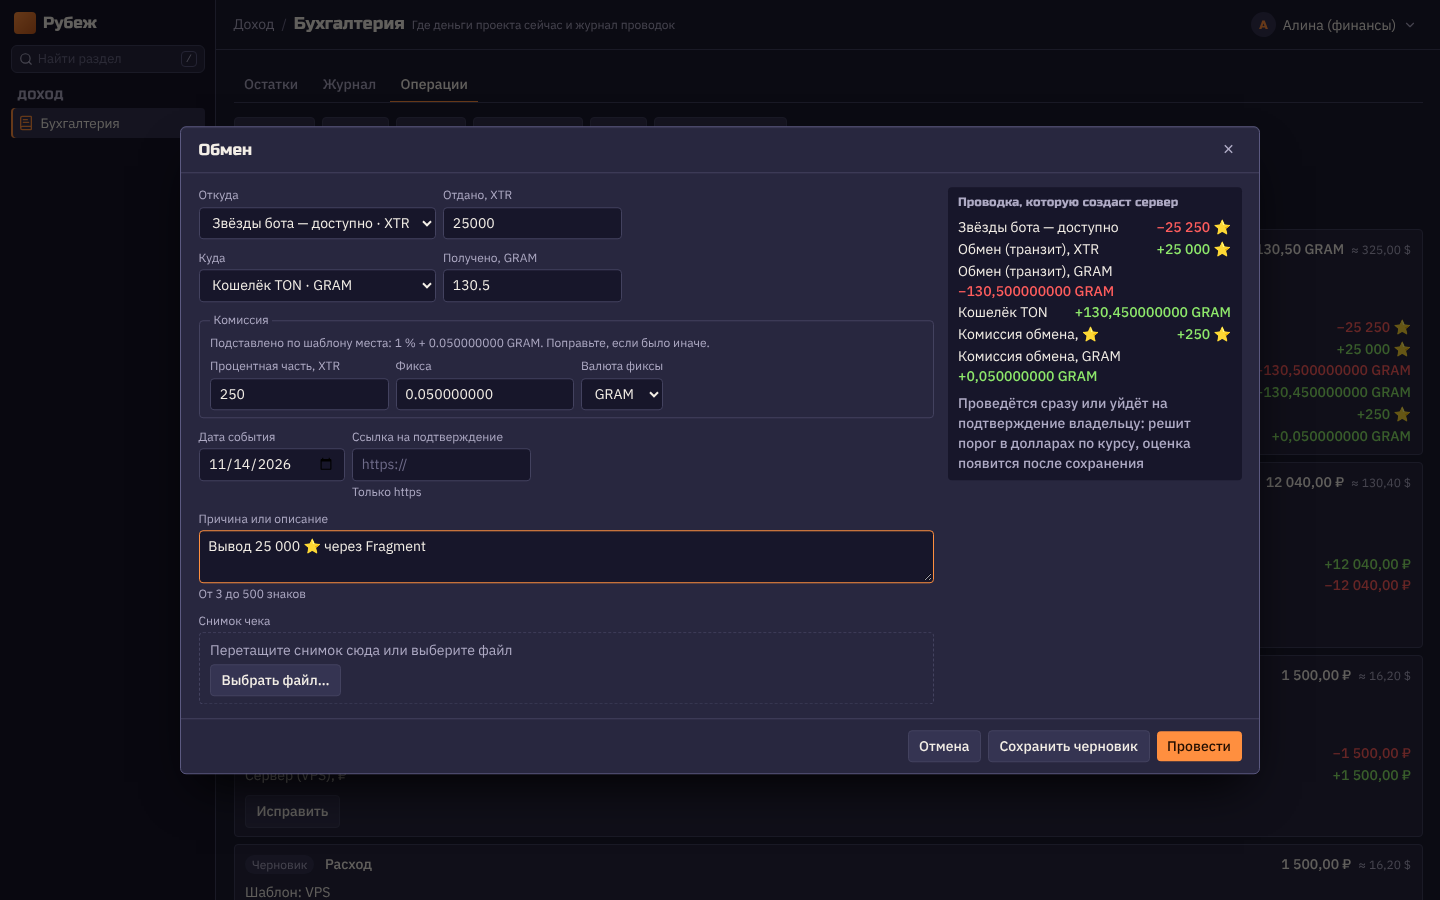 Рубеж
Найти раздел /
ДОХОД
Бухгалтерия
Доход / Бухгалтерия Где деньги проекта сейчас и журнал проводок
А Алина (финансы)
Остатки Журнал Операции
Обмен ×
Откуда Отдано, XTR
Звёзды бота — доступно · XTR 25000
Куда Получено, GRAM
Кошелёк TON · GRAM 130.5
Комиссия
Подставлено по шаблону места: 1 % + 0.050000000 GRAM. Поправьте, если было иначе.
Процентная часть, XTR Фикса Валюта фиксы
250 0.050000000 GRAM
Дата события Ссылка на подтверждение
11/14/2026 https://
Только https
Причина или описание
Вывод 25 000 ⭐ через Fragment
От 3 до 500 знаков
Снимок чека
Перетащите снимок сюда или выберите файл
Выбрать файл...
Проводка, которую создаст сервер
Звёзды бота — доступно −25 250 ⭐
Обмен (транзит), XTR +25 000 ⭐
Обмен (транзит), GRAM
−130,500000000 GRAM
Кошелёк TON +130,450000000 GRAM
Комиссия обмена, ⭐ +250 ⭐
Комиссия обмена, GRAM
+0,050000000 GRAM
Проведётся сразу или уйдёт на
подтверждение владельцу: решит
порог в долларах по курсу, оценка
появится после сохранения
Отмена Сохранить черновик Провести
130,50 GRAM ≈ 325,00 $
−25 250 ⭐
+25 000 ⭐
−130,500000000 GRAM
+130,450000000 GRAM
+250 ⭐
+0,050000000 GRAM
12 040,00 ₽ ≈ 130,40 $
+12 040,00 ₽
−12 040,00 ₽
1 500,00 ₽ ≈ 16,20 $
−1 500,00 ₽
Сервер (VPS), ₽ +1 500,00 ₽
Исправить
Черновик Расход 1 500,00 ₽ ≈ 16,20 $
Шаблон: VPS